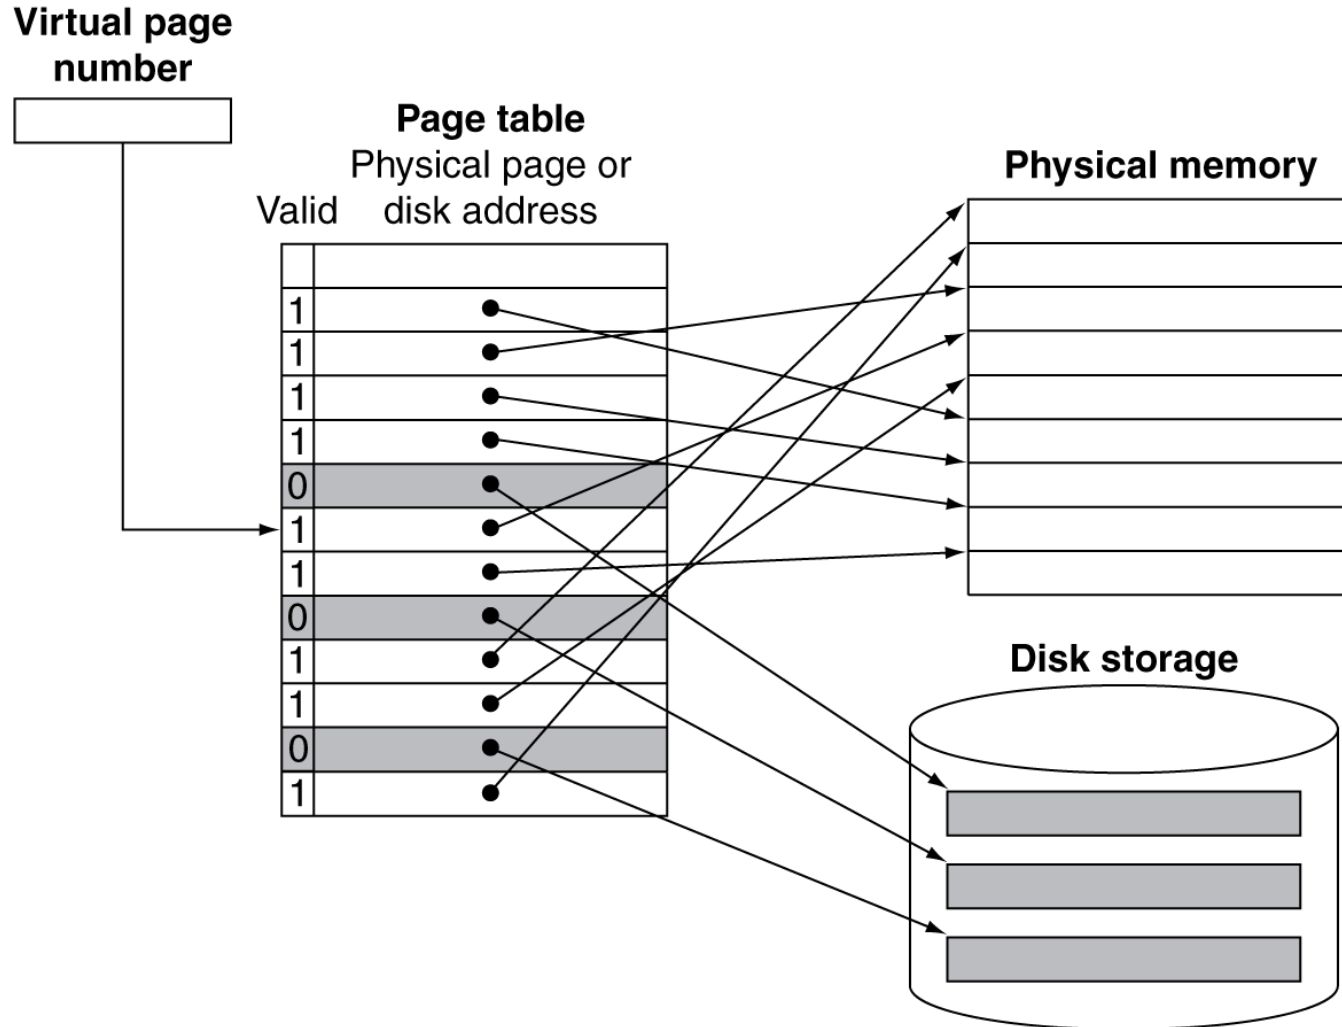 Virtual page
number
Page table
Physical page or
Valid disk address
Physical memory
1
1
1
1
0
1
1
0
1
1
0
1
Disk storage